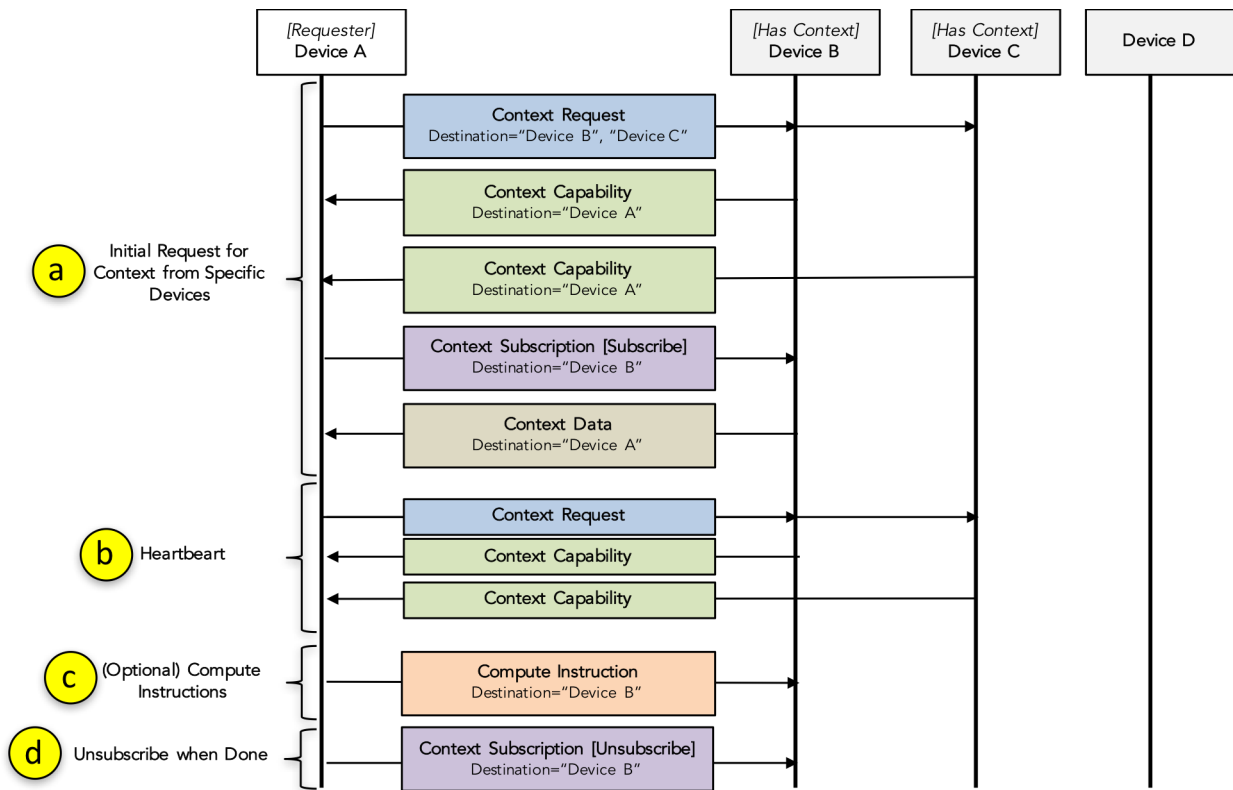 [Requester]
Device A
[Has Context]
Device B
[Has Context]
Device C
Device D
Context Request
Destination="Device B", "Device C"
Context Capability
Destination="Device A"
a
Initial Request for
Context from Specific
Devices
Context Capability
Destination="Device A"
Context Subscription [Subscribe]
Destination="Device B"
Context Data
Destination="Device A"
Context Request
b
Heartbeart
Context Capability
Context Capability
c
(Optional) Compute
Instructions
Compute Instruction
Destination="Device B"
d
Unsubscribe when Done
Context Subscription [Unsubscribe]
Destination="Device B"